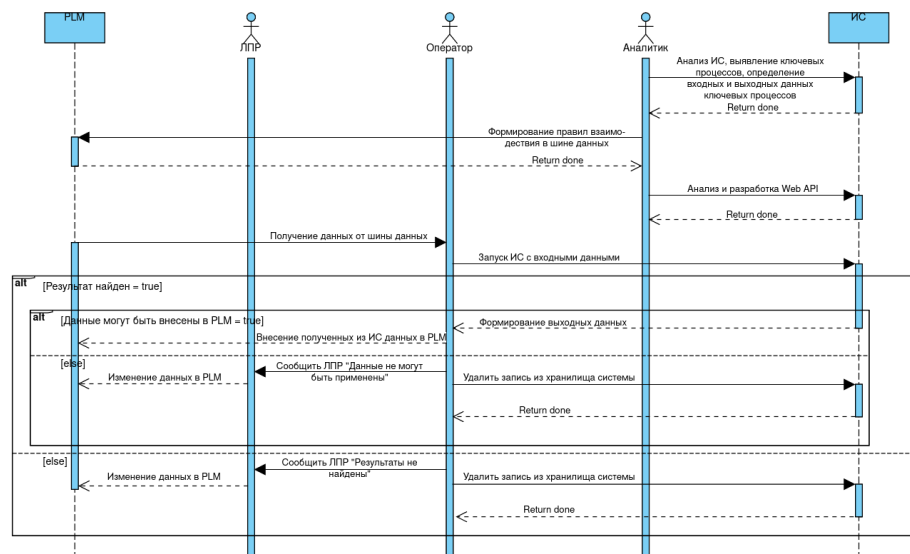 PLM
ЛПР
Оператор
Аналитик
ИС
Анализ ИС, выявление ключевых
процессов, определение
входных и выходных данных
ключевых процессов
Return done
Формирование правил взаимо-
дествия в шине данных
Return done
Анализ и разработка Web API
Return done
Получение данных от шины данных
Запуск ИС с входными данными
alt
[Результат найден = true]
alt
[Данные могут быть внесены в PLM = true]
Формирование выходных данных
Внесение полученных из ИС данных в PLM
[else]
Сообщить ЛПР "Данные не могут
быть применены"
Изменение данных в PLM
Удалить запись из хранилища системы
Return done
[else]
Сообщить ЛПР "Результаты не
найдены"
Изменение данных в PLM
Удалить запись из хранилища системы
Return done